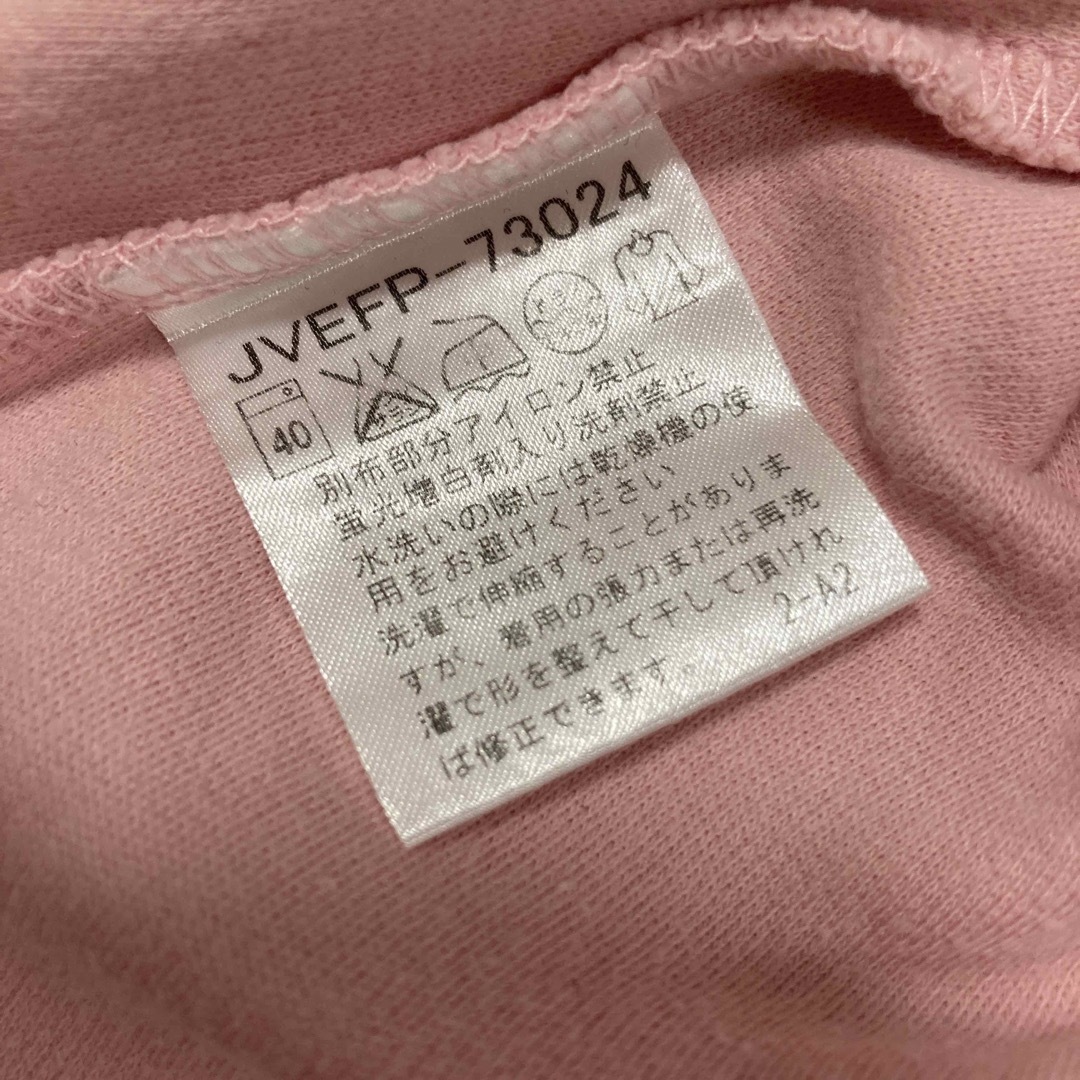 JVEFP-73024
40
別布部分アイロン禁止
蛍光増白剤入り洗剤禁止
水洗いの際には乾燥機の使
用をお避けください
洗濯で伸縮することがありま
すが、着用の張力または再洗
濯で形を整えて干して頂けれ
ば修正できます。
2-A2